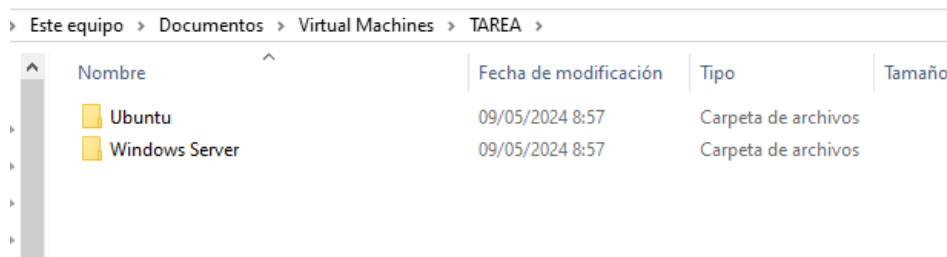 Este equipo > Documentos > Virtual Machines > TAREA >
Nombre Fecha de modificación Tipo Tamaño
Ubuntu 09/05/2024 8:57 Carpeta de archivos
Windows Server 09/05/2024 8:57 Carpeta de archivos